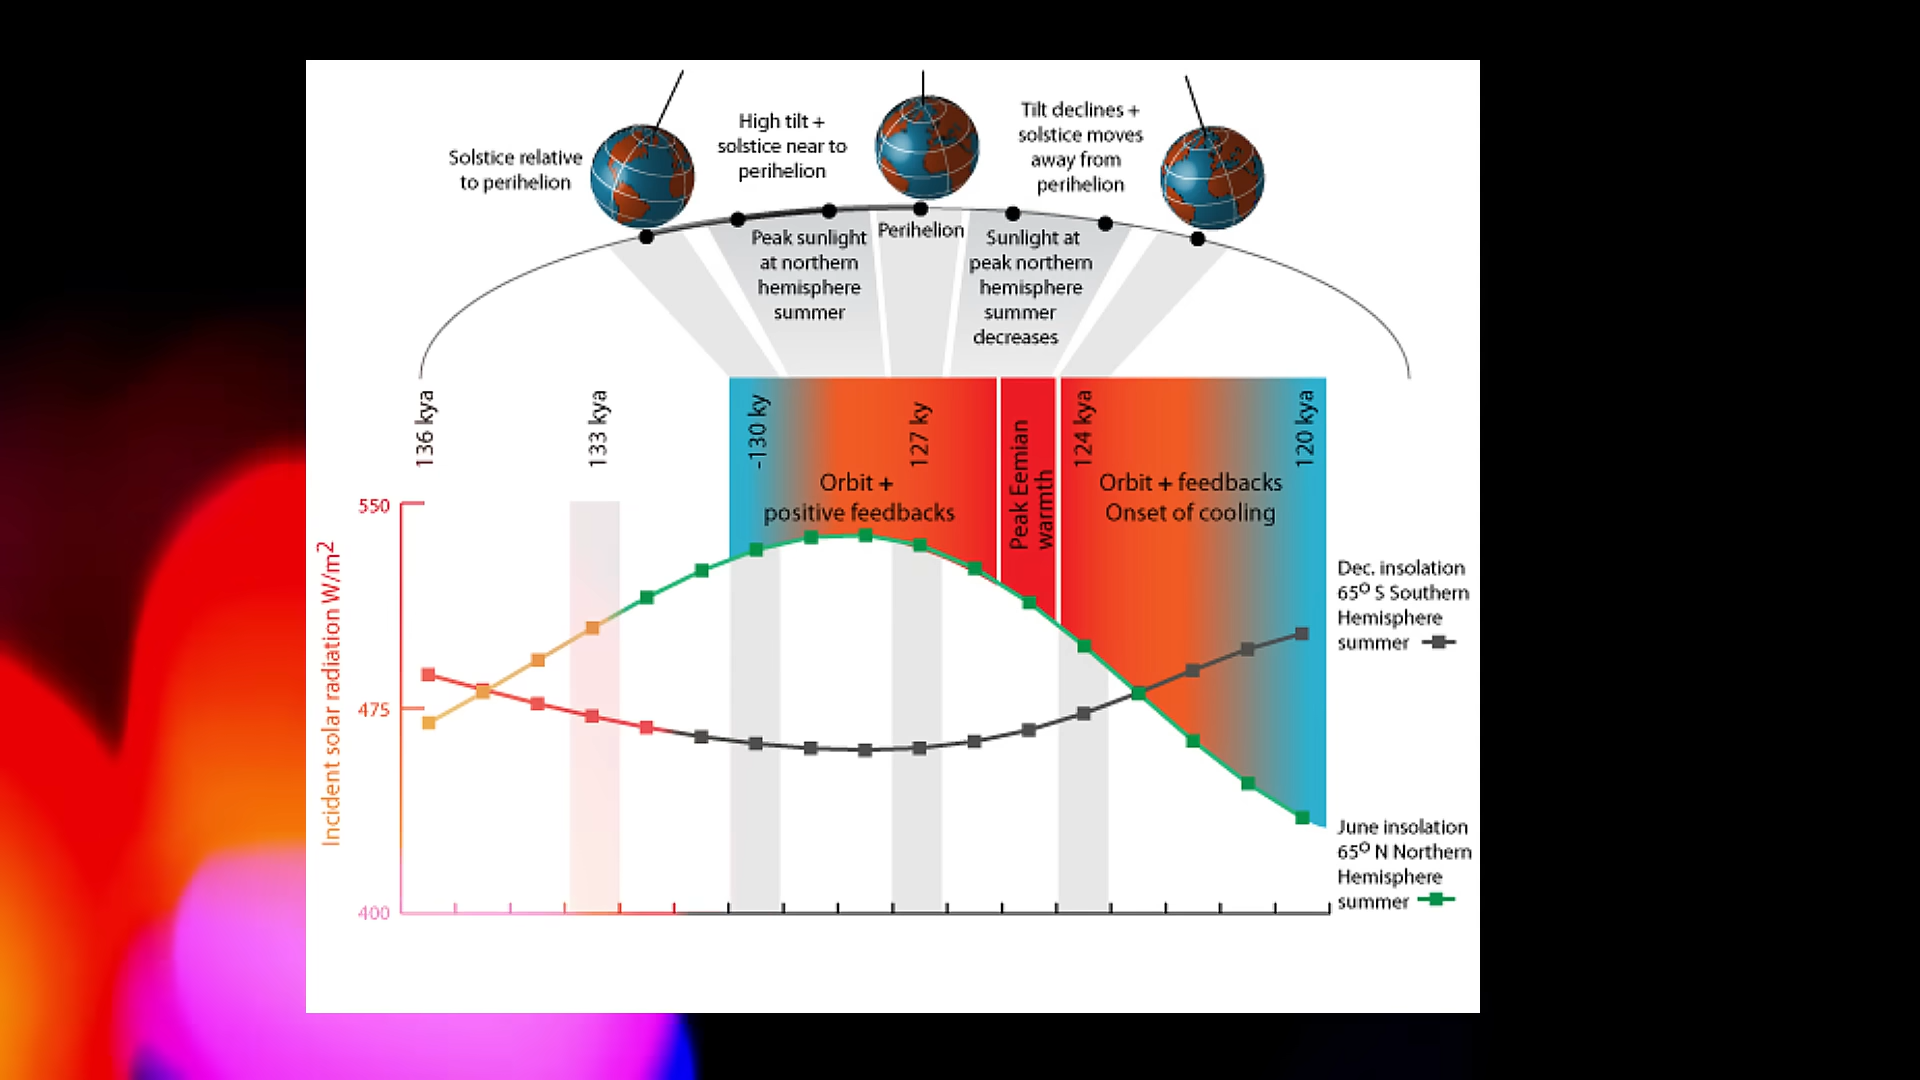 Solstice relative
to perihelion
High tilt +
solstice near to
perihelion
Tilt declines +
solstice moves
away from
perihelion
Peak sunlight
at northern
hemisphere
summer
Perihelion
Sunlight at
peak northern
hemisphere
summer
decreases
136 kya
133 kya
-130 ky
127 ky
Peak Eemian
warmth
124 kya
120 kya
Orbit +
positive feedbacks
Orbit + feedbacks
Onset of cooling
550
475
400
Incident solar radiation W/m²
Dec. insolation
65º S Southern
Hemisphere
summer
June insolation
65º N Northern
Hemisphere
summer